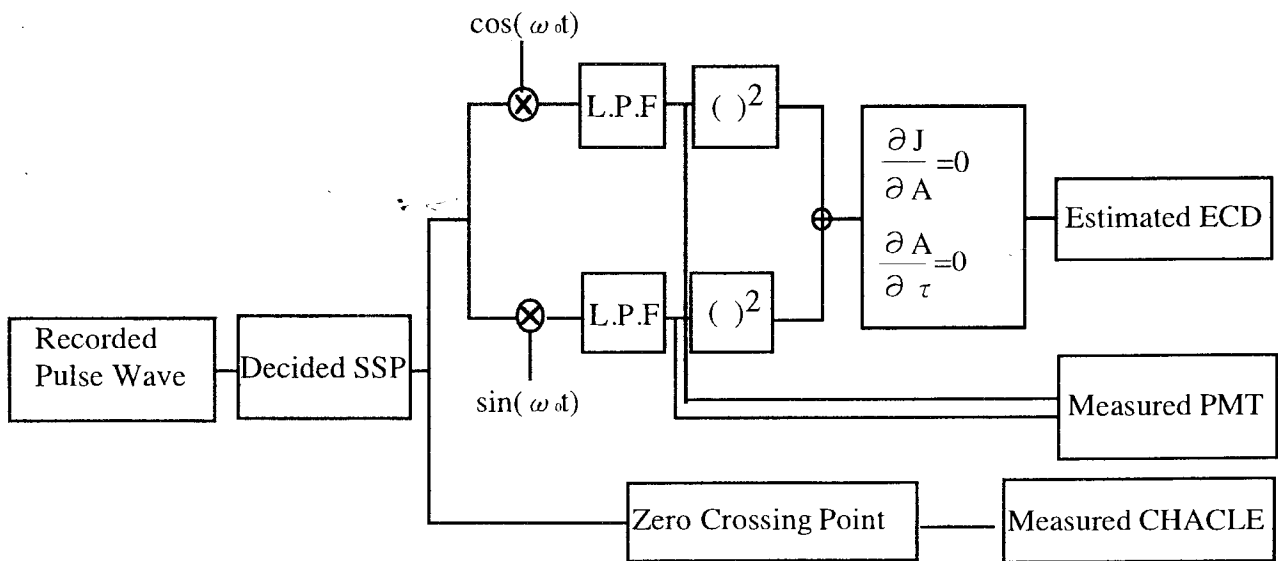 cos(ω₀t)
L.P.F
( )²
∂J
∂A
=0
∂A
∂τ
=0
Estimated ECD
L.P.F
( )²
sin(ω₀t)
Recorded
Pulse Wave
Decided SSP
Measured PMT
Zero Crossing Point
Measured CHACLE